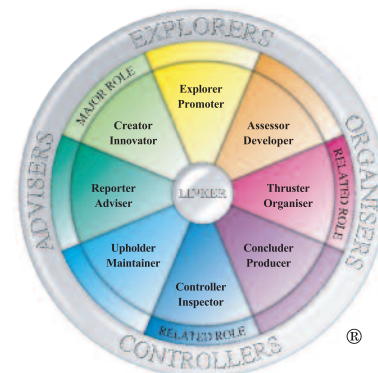 EXPLORERS
MAJOR ROLE
Explorer
Promoter
Creator
Innovator
Assessor
Developer
ADVISERS
ORGANISERS
Reporter
Adviser
LINKER
Thruster
Organiser
RELATED ROLE
Upholder
Maintainer
Concluder
Producer
Controller
Inspector
RELATED ROLE
CONTROLLERS
®